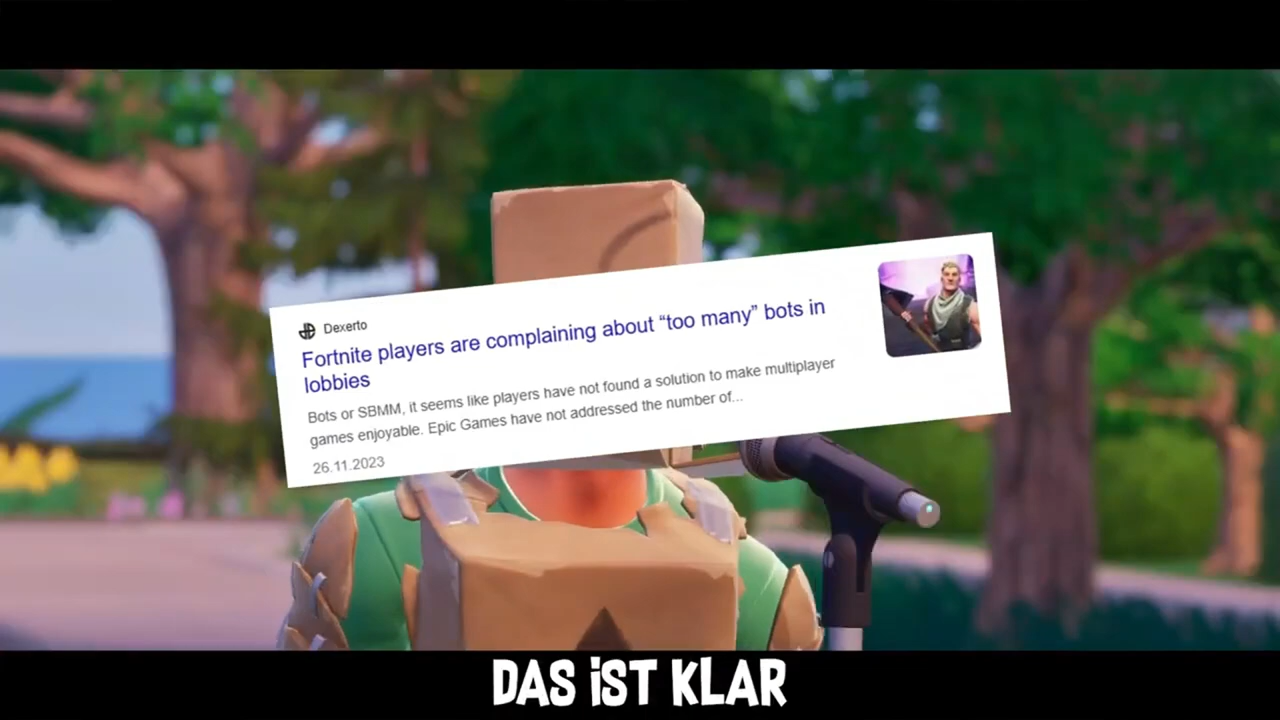 Dexerto
Fortnite players are complaining about “too many” bots in
lobbies
Bots or SBMM, it seems like players have not found a solution to make multiplayer
games enjoyable. Epic Games have not addressed the number of...
26.11.2023
DAS iST KLAR